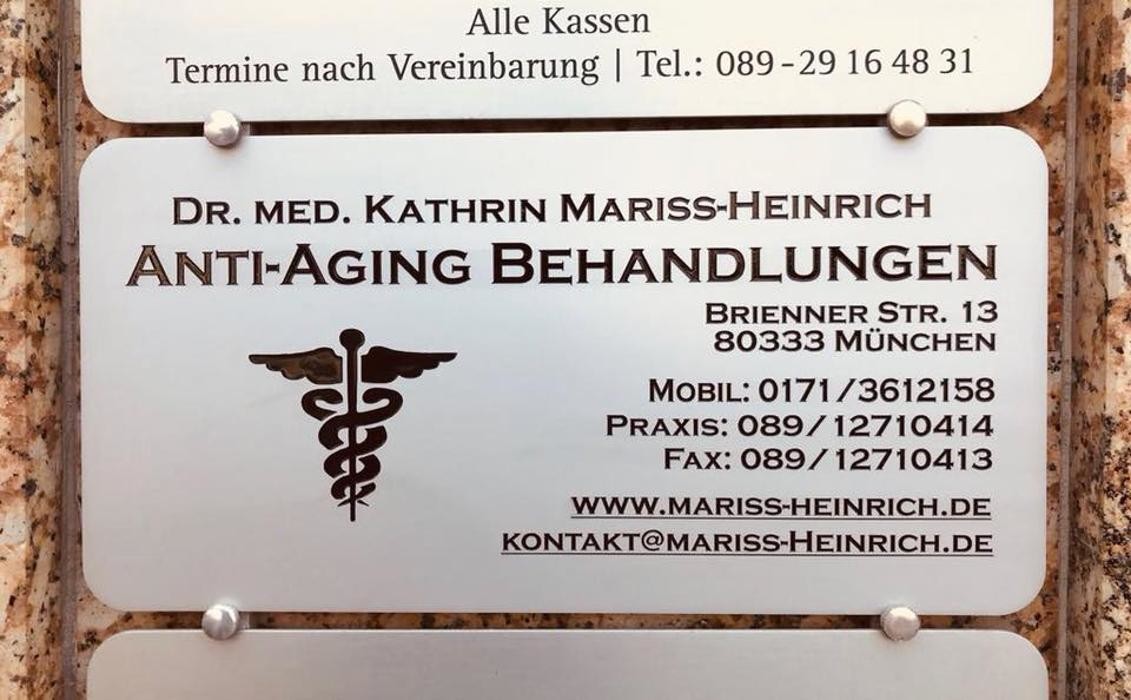 Alle Kassen
Termine nach Vereinbarung | Tel.: 089-29 16 48 31
DR. MED. KATHRIN MARISS-HEINRICH
ANTI-AGING BEHANDLUNGEN
BRIENNER STR. 13
80333 MÜNCHEN
MOBIL: 0171/3612158
PRAXIS: 089/12710414
FAX: 089/12710413
WWW.MARISS-HEINRICH.DE
KONTAKT@MARISS-HEINRICH.DE